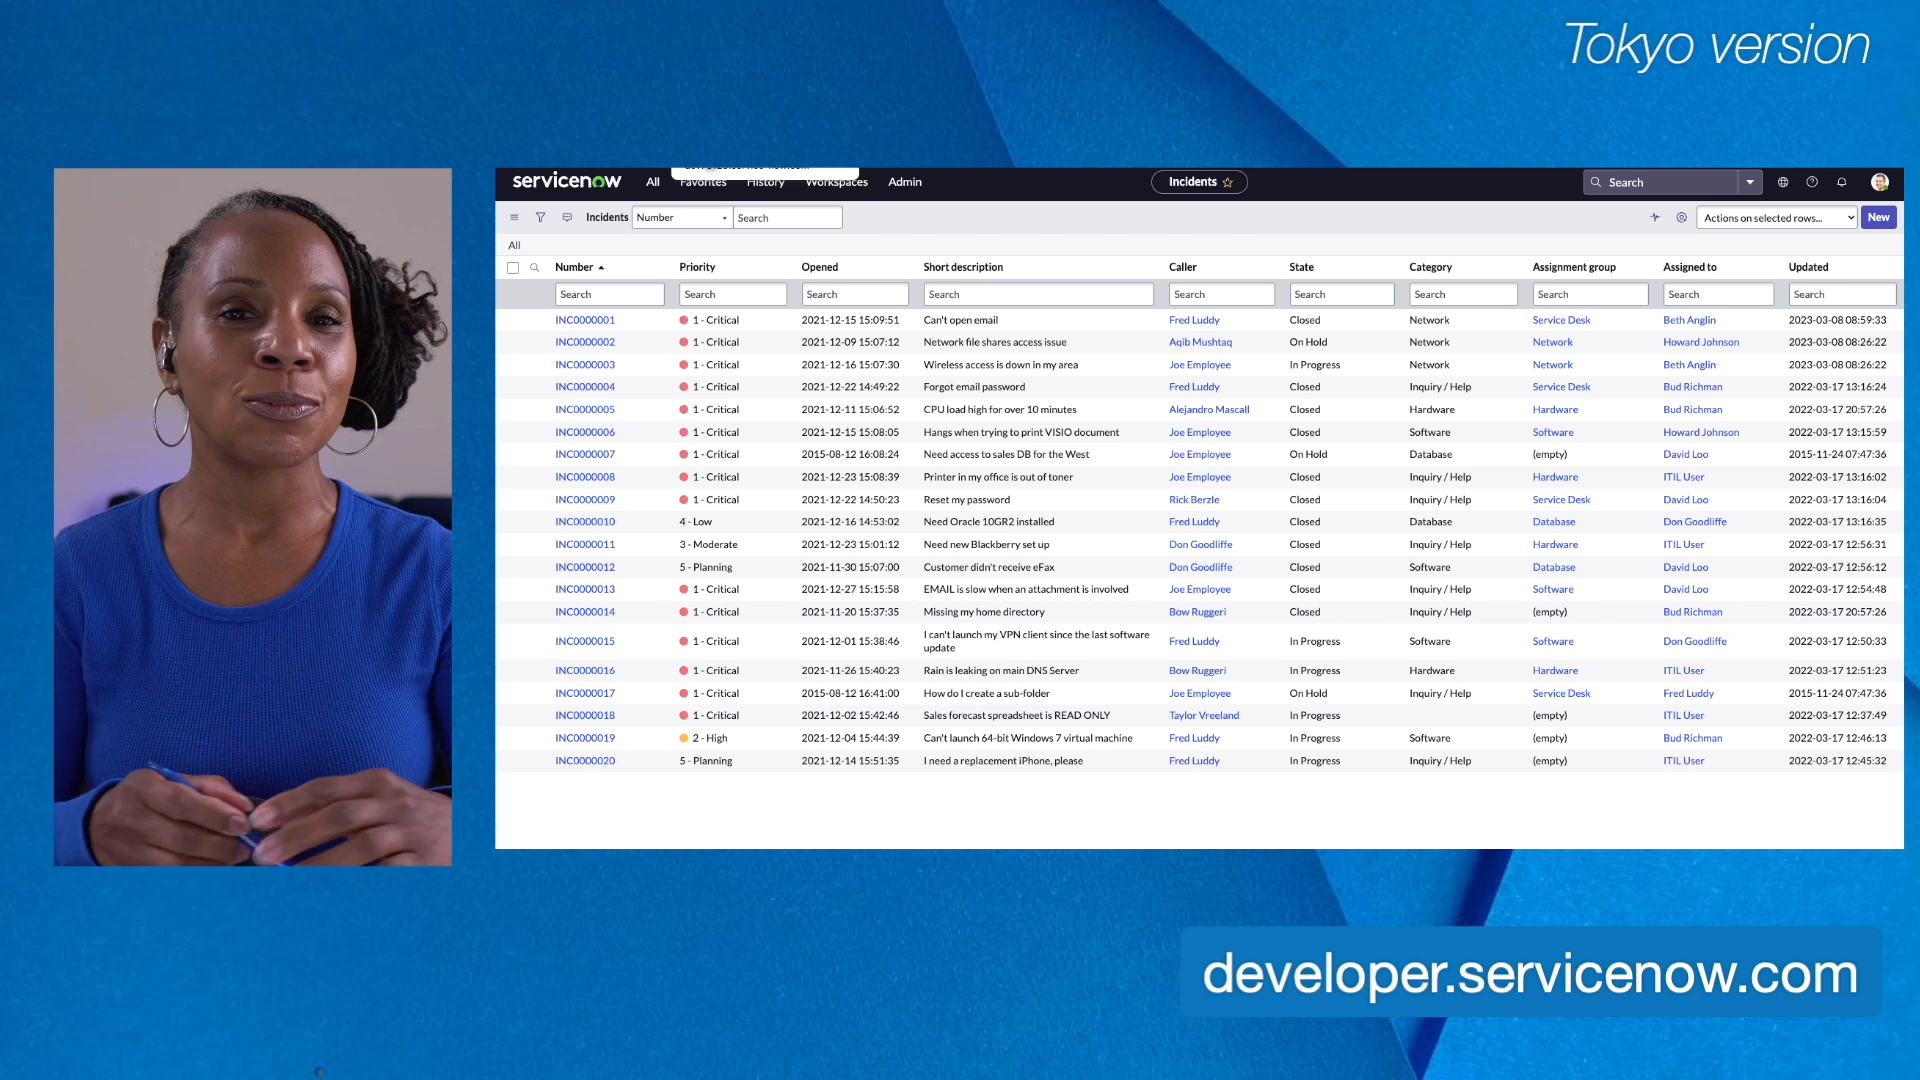 Tokyo version
servicenow All Favorites History Workspaces Admin Incidents Search
Incidents Number Search Actions on selected rows... New
All
Number Priority Opened Short description Caller State Category Assignment group Assigned to Updated
Search Search Search Search Search Search Search Search Search Search
INC0000001 1 - Critical 2021-12-15 15:09:51 Can't open email Fred Luddy Closed Network Service Desk Beth Anglin 2023-03-08 08:59:33
INC0000002 1 - Critical 2021-12-09 15:07:12 Network file shares access issue Aqib Mushtaq On Hold Network Network Howard Johnson 2023-03-08 08:26:22
INC0000003 1 - Critical 2021-12-16 15:07:30 Wireless access is down in my area Joe Employee In Progress Network Network Beth Anglin 2023-03-08 08:26:22
INC0000004 1 - Critical 2021-12-22 14:49:22 Forgot email password Fred Luddy Closed Inquiry / Help Service Desk Bud Richman 2022-03-17 13:16:24
INC0000005 1 - Critical 2021-12-11 15:06:52 CPU load high for over 10 minutes Alejandro Mascall Closed Hardware Hardware Bud Richman 2022-03-17 20:57:26
INC0000006 1 - Critical 2021-12-15 15:08:05 Hangs when trying to print VISIO document Joe Employee Closed Software Software Howard Johnson 2022-03-17 13:15:59
INC0000007 1 - Critical 2015-08-12 16:08:24 Need access to sales DB for the West Joe Employee On Hold Database (empty) David Loo 2015-11-24 07:47:36
INC0000008 1 - Critical 2021-12-23 15:08:39 Printer in my office is out of toner Joe Employee Closed Inquiry / Help Hardware ITIL User 2022-03-17 13:16:02
INC0000009 1 - Critical 2021-12-22 14:50:23 Reset my password Rick Berzle Closed Inquiry / Help Service Desk David Loo 2022-03-17 13:16:04
INC0000010 4 - Low 2021-12-16 14:53:02 Need Oracle 10GR2 installed Fred Luddy Closed Database Database Don Goodliffe 2022-03-17 13:16:35
INC0000011 3 - Moderate 2021-12-23 15:01:12 Need new Blackberry set up Don Goodliffe Closed Inquiry / Help Hardware ITIL User 2022-03-17 12:56:31
INC0000012 5 - Planning 2021-11-30 15:07:00 Customer didn't receive eFax Don Goodliffe Closed Software Database David Loo 2022-03-17 12:56:12
INC0000013 1 - Critical 2021-12-27 15:15:58 EMAIL is slow when an attachment is involved Joe Employee Closed Inquiry / Help Software David Loo 2022-03-17 12:54:48
INC0000014 1 - Critical 2021-11-20 15:37:35 Missing my home directory Bow Ruggeri Closed Inquiry / Help (empty) Bud Richman 2022-03-17 20:57:26
INC0000015 1 - Critical 2021-12-01 15:38:46 I can't launch my VPN client since the last software update Fred Luddy In Progress Software Software Don Goodliffe 2022-03-17 12:50:33
INC0000016 1 - Critical 2021-11-26 15:40:23 Rain is leaking on main DNS Server Bow Ruggeri In Progress Hardware Hardware ITIL User 2022-03-17 12:51:23
INC0000017 1 - Critical 2015-08-12 16:41:00 How do I create a sub-folder Joe Employee On Hold Inquiry / Help Service Desk Fred Luddy 2015-11-24 07:47:36
INC0000018 1 - Critical 2021-12-02 15:42:46 Sales forecast spreadsheet is READ ONLY Taylor Vreeland In Progress (empty) ITIL User 2022-03-17 12:37:49
INC0000019 2 - High 2021-12-04 15:44:39 Can't launch 64-bit Windows 7 virtual machine Fred Luddy In Progress Software (empty) Bud Richman 2022-03-17 12:46:13
INC0000020 5 - Planning 2021-12-14 15:51:35 I need a replacement iPhone, please Fred Luddy In Progress Inquiry / Help (empty) ITIL User 2022-03-17 12:45:32
developer.servicenow.com